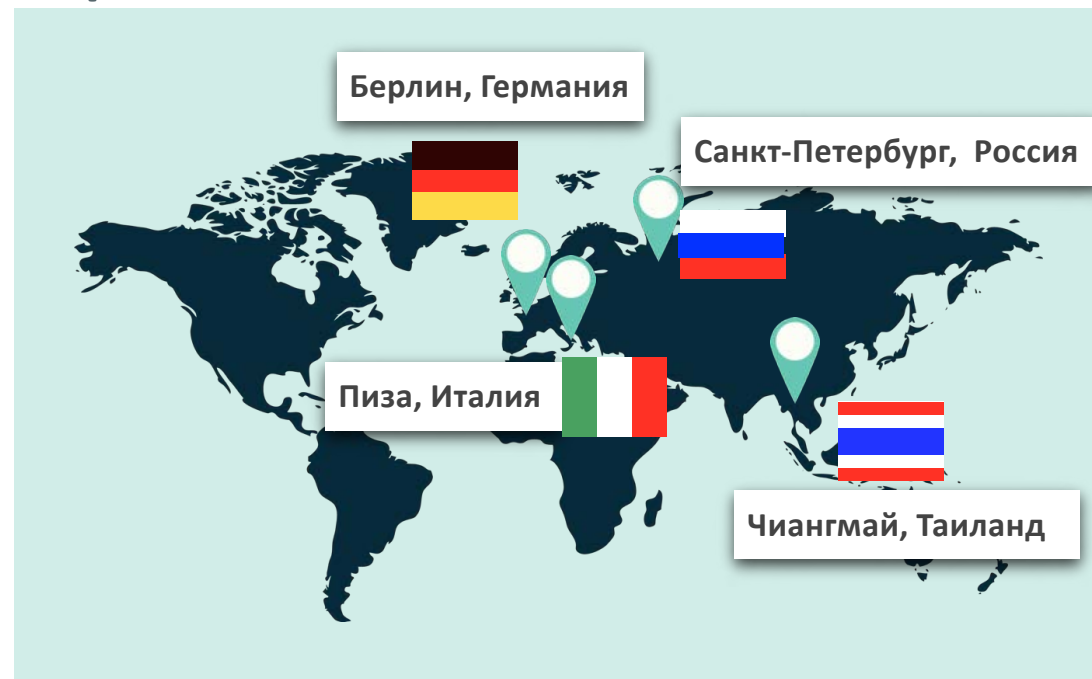 Берлин, Германия
Санкт-Петербург, Россия
Пиза, Италия
Чиангмай, Таиланд